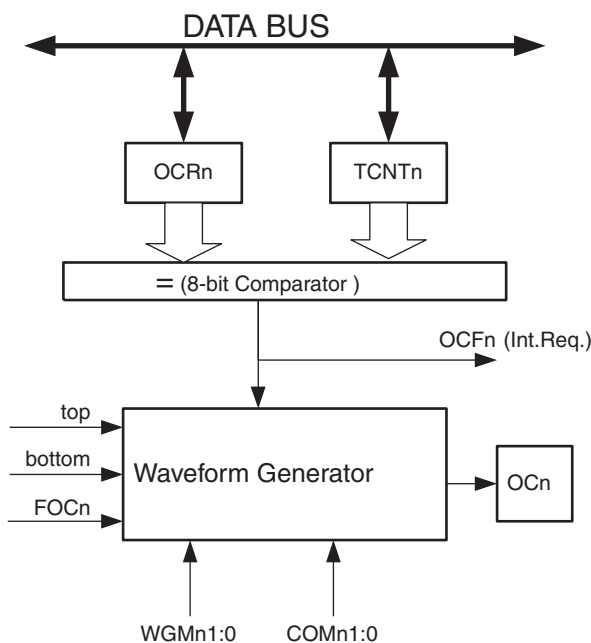 DATA BUS
OCRn
TCNTn
= (8-bit Comparator )
OCFn (Int.Req.)
top
bottom
FOCn
Waveform Generator
OCn
WGMn1:0
COMn1:0